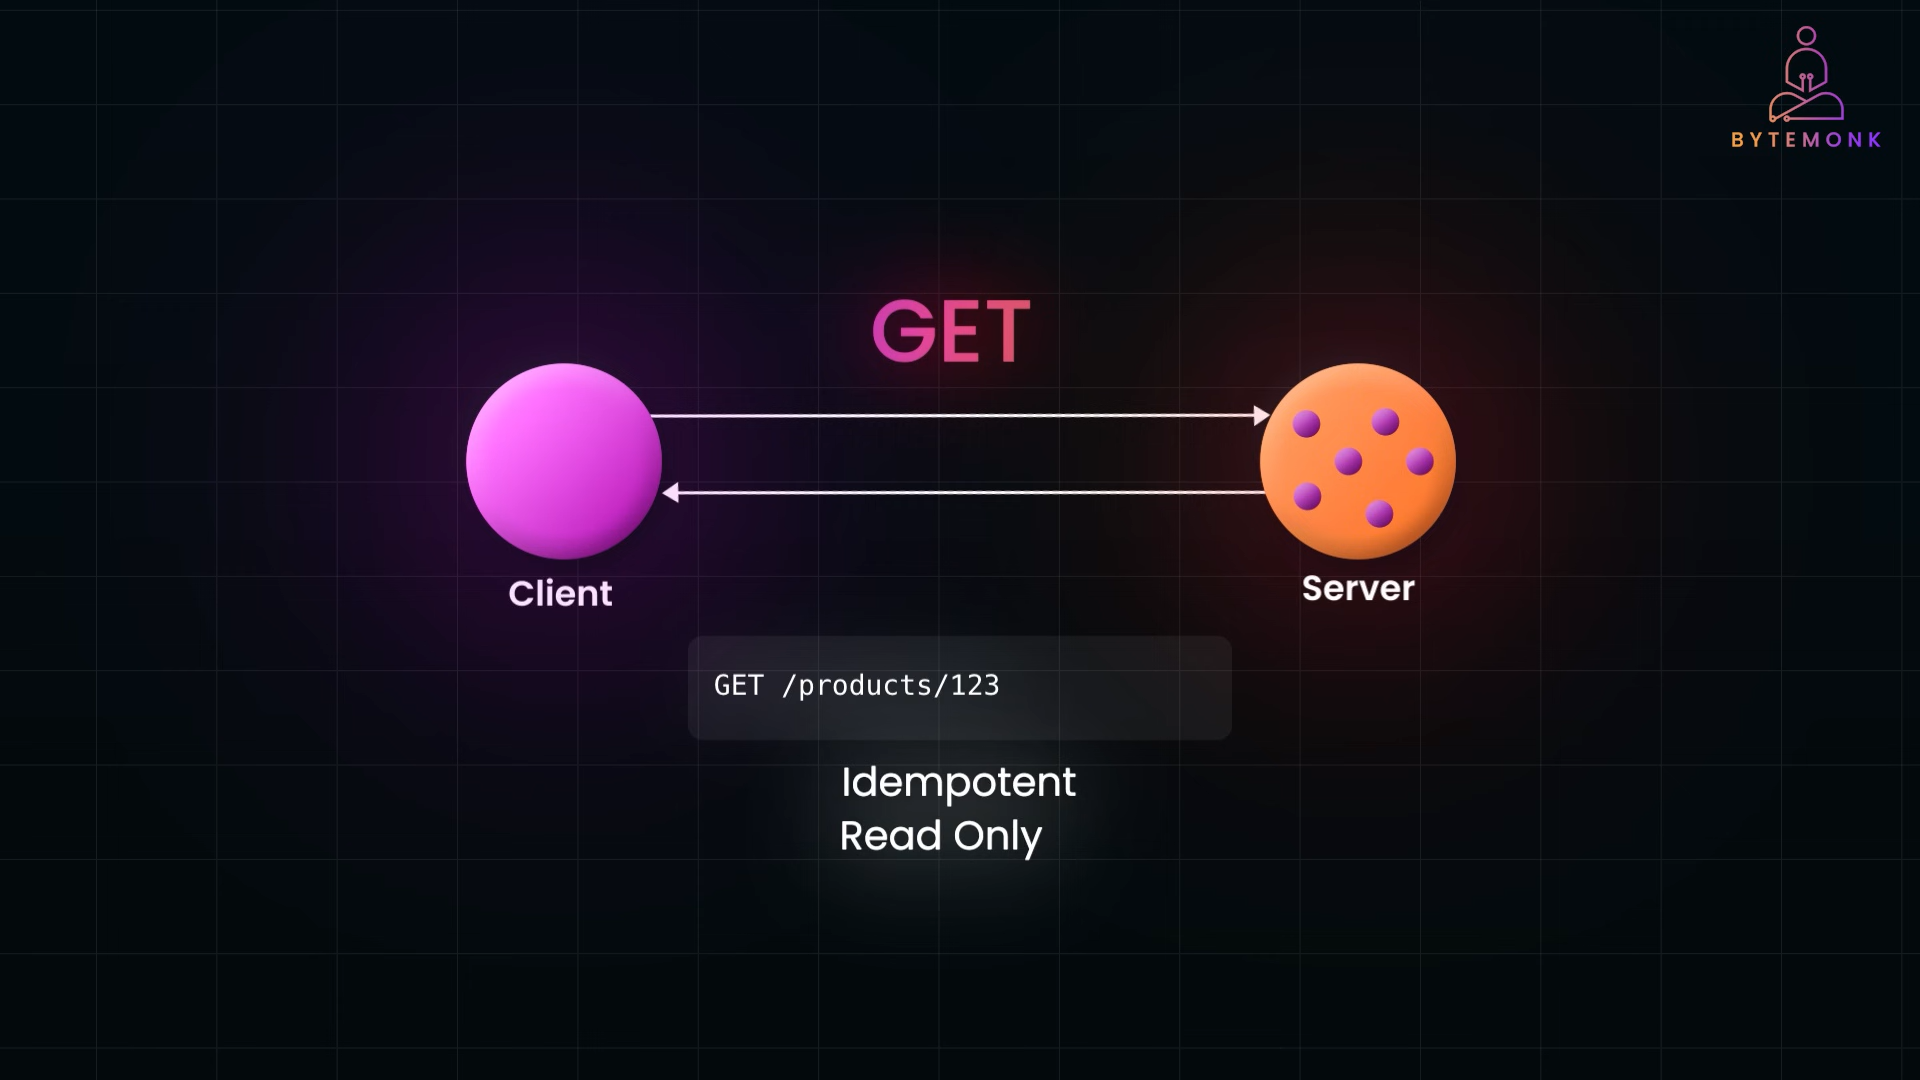 BYTEMONK
GET
Client
Server
GET /products/123
Idempotent
Read Only